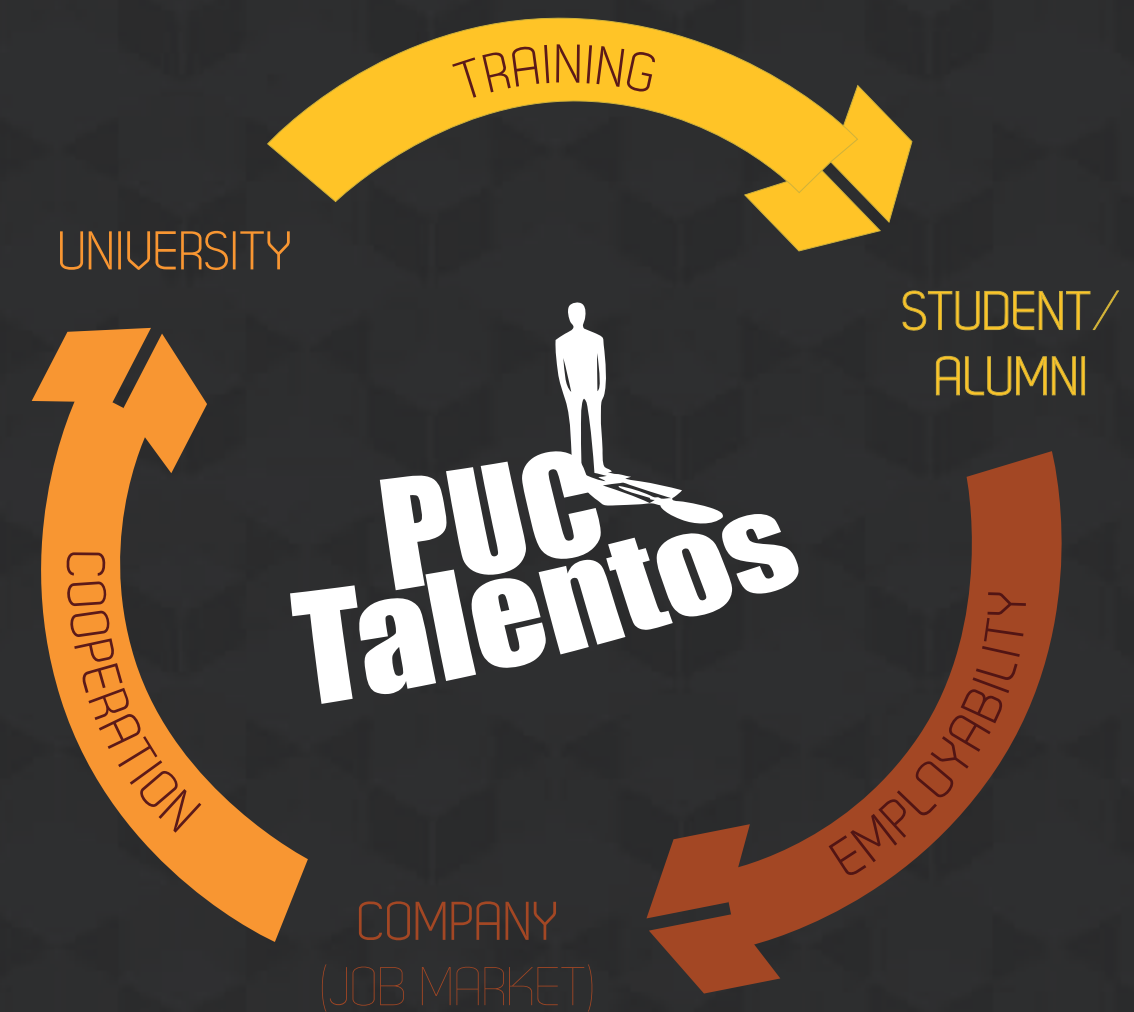 TRAINING
UNIVERSITY
STUDENT/
ALUMNI
PUC
Talentos
COOPERATION
EMPLOYABILITY
COMPANY
(JOB MARKET)